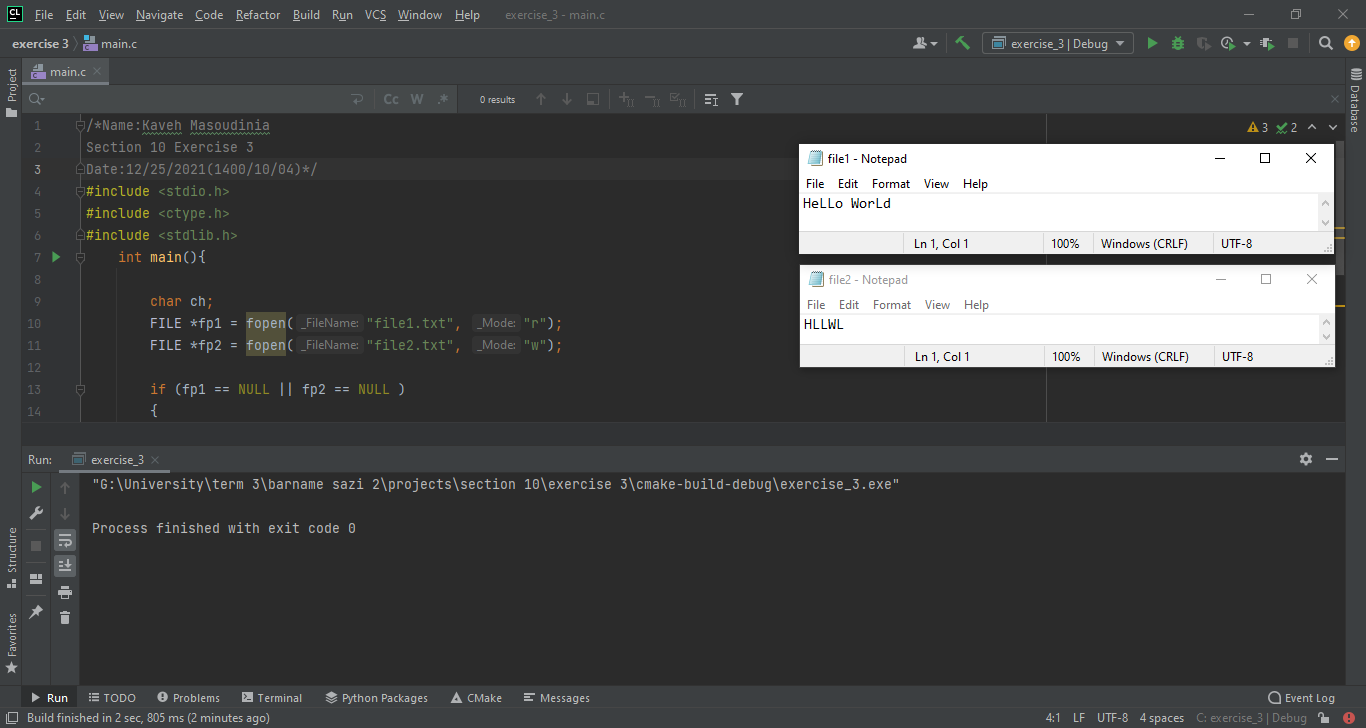 CL File Edit View Navigate Code Refactor Build Run VCS Window Help exercise_3 - main.c
exercise 3 main.c exercise_3 | Debug
main.c
Cc W .* 0 results
Project
Database
Structure
Favorites
3 2
1 /*Name:Kaveh Masoudinia
2 Section 10 Exercise 3
3 Date:12/25/2021(1400/10/04)*/
4 #include <stdio.h>
5 #include <ctype.h>
6 #include <stdlib.h>
7 int main(){
8
9 char ch;
10 FILE *fp1 = fopen( _FileName: "file1.txt", _Mode: "r");
11 FILE *fp2 = fopen( _FileName: "file2.txt", _Mode: "w");
12
13 if (fp1 == NULL || fp2 == NULL )
14 {
file1 - Notepad
File Edit Format View Help
HeLLo WorLd
Ln 1, Col 1 100% Windows (CRLF) UTF-8
file2 - Notepad
File Edit Format View Help
HLLWL
Ln 1, Col 1 100% Windows (CRLF) UTF-8
Run: exercise_3
"G:\University\term 3\barname sazi 2\projects\section 10\exercise 3\cmake-build-debug\exercise_3.exe"
Process finished with exit code 0
Run TODO Problems Terminal Python Packages CMake Messages Event Log
Build finished in 2 sec, 805 ms (2 minutes ago) 4:1 LF UTF-8 4 spaces C: exercise_3 | Debug